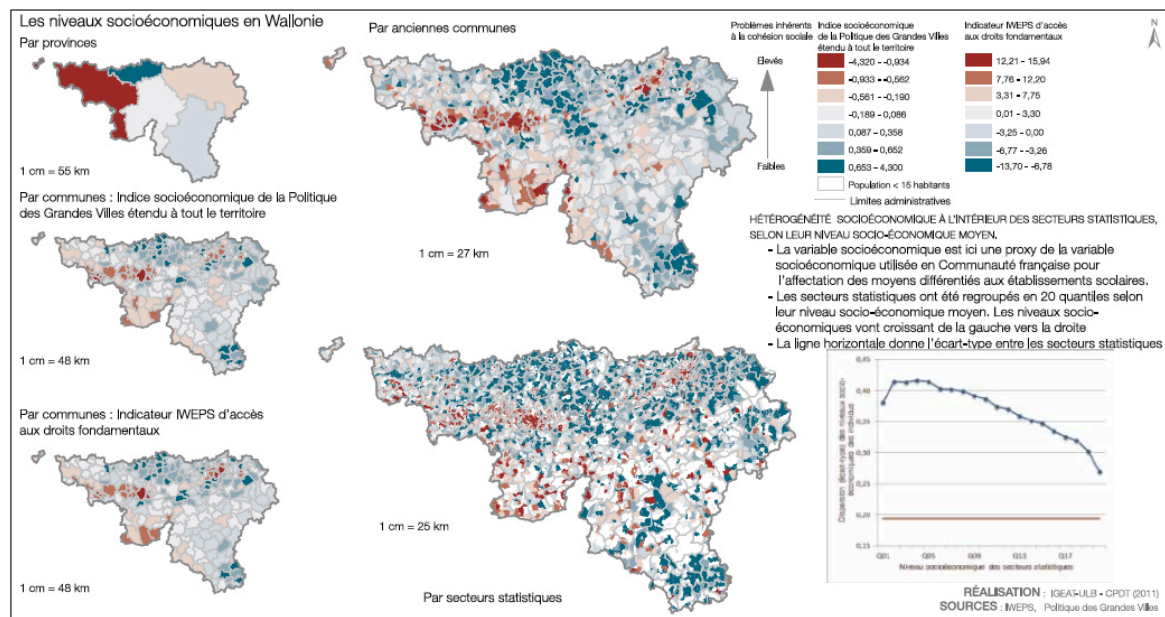 Les niveaux socioéconomiques en Wallonie
Par provinces
1 cm = 55 km
Par communes : Indice socioéconomique de la Politique
des Grandes Villes étendu à tout le territoire
1 cm = 48 km
Par communes : Indicateur IWEPS d'accès
aux droits fondamentaux
1 cm = 48 km
Par anciennes communes
1 cm = 27 km
1 cm = 25 km
Par secteurs statistiques
Problèmes inhérents
à la cohésion sociale
Elevés
Faibles
Indice socioéconomique
de la Politique des Grandes Villes
étendu à tout le territoire
-4,320 – -0,934
-0,933 – -0,562
-0,561 – -0,190
-0,189 – 0,086
0,087 – 0,358
0,359 – 0,652
0,653 – 4,300
Population < 15 habitants
Limites administratives
Indicateur IWEPS d'accès
aux droits fondamentaux
12,21 – 15,94
7,76 – 12,20
3,31 – 7,75
0,01 – 3,30
-3,25 – 0,00
-6,77 – -3,26
-13,70 – -6,78
N
HÉTÉROGÉNÉITÉ SOCIOÉCONOMIQUE À L'INTÉRIEUR DES SECTEURS STATISTIQUES,
SELON LEUR NIVEAU SOCIO-ÉCONOMIQUE MOYEN.
- La variable socioéconomique est ici une proxy de la variable
socioéconomique utilisée en Communauté française pour
l'affectation des moyens différentiés aux établissements scolaires.
- Les secteurs statistiques ont été regroupés en 20 quantiles selon
leur niveau socio-économique moyen. Les niveaux socio-
économiques vont croissant de la gauche vers la droite
- La ligne horizontale donne l'écart-type entre les secteurs statistiques
Dispersion (écart-type) des niveaux socio-
économiques des individus
0,45
0,40
0,35
0,30
0,25
0,20
0,15
Q01
Q05
Q09
Q13
Q17
Niveau socioéconomique des secteurs statistiques
RÉALISATION : IGEAT-ULB - CPDT (2011)
SOURCES : IWEPS, Politique des Grandes Villes